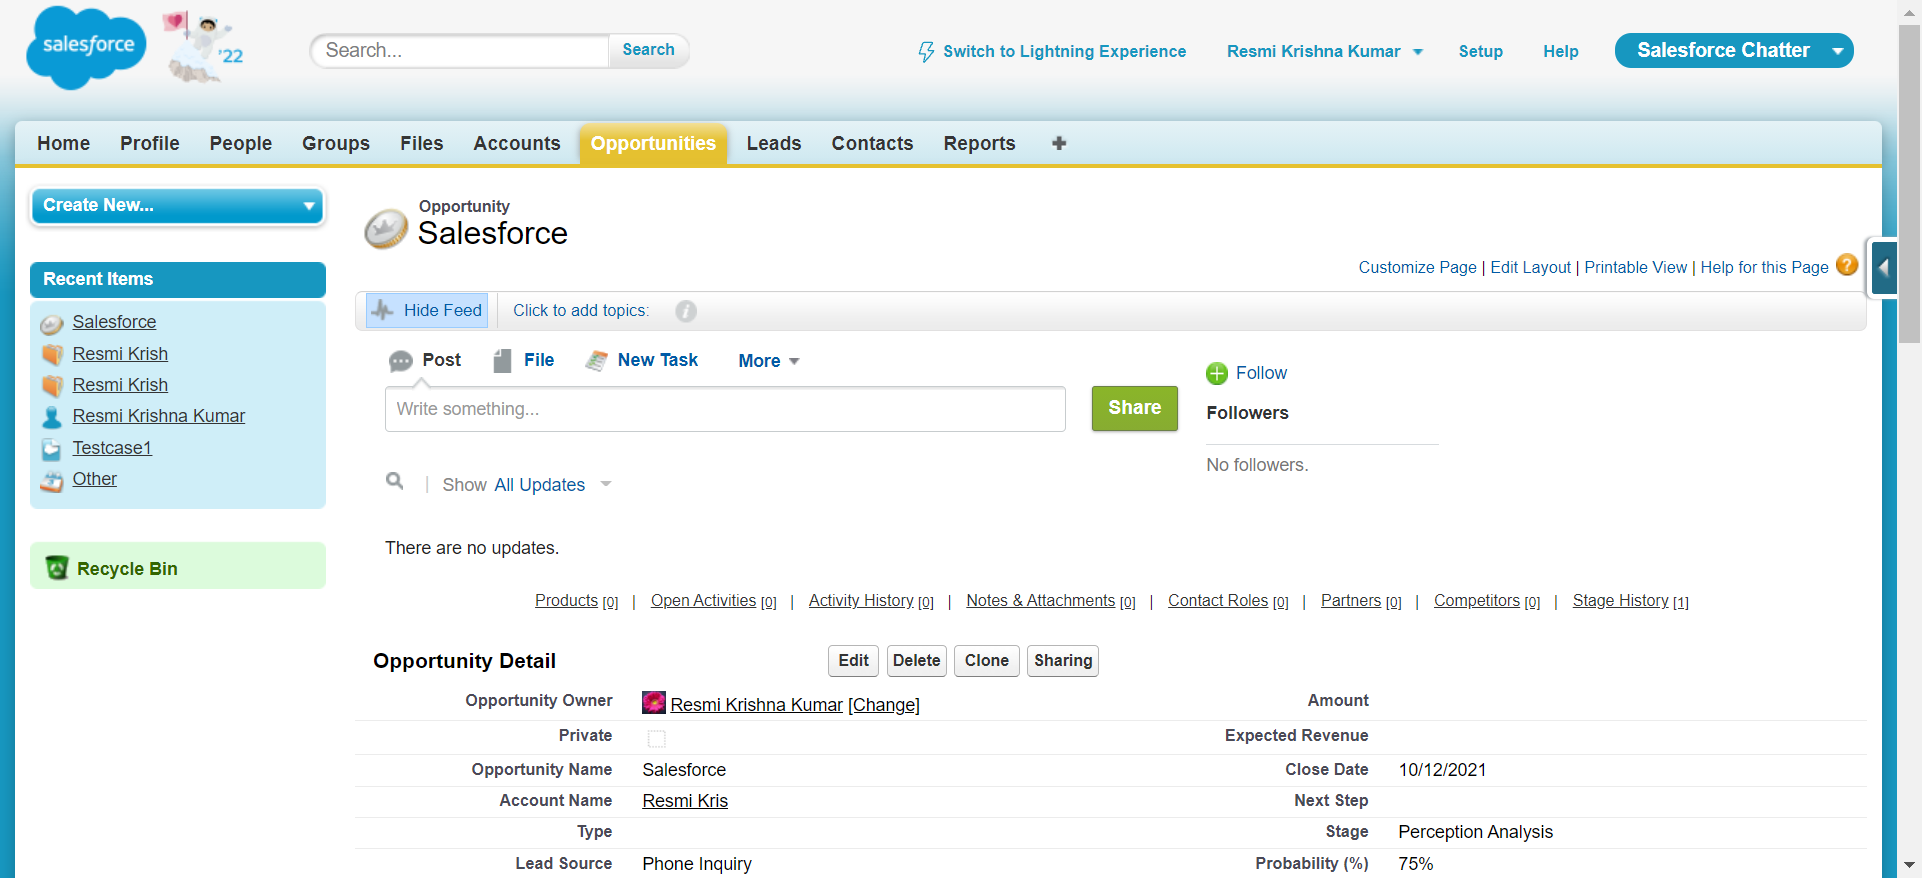 salesforce
'22
Search...
Search
Switch to Lightning Experience
Resmi Krishna Kumar
Setup
Help
Salesforce Chatter
Home Profile People Groups Files Accounts Opportunities Leads Contacts Reports +
Create New...
Recent Items
Salesforce
Resmi Krish
Resmi Krish
Resmi Krishna Kumar
Testcase1
Other
Recycle Bin
Opportunity
Salesforce
Customize Page | Edit Layout | Printable View | Help for this Page ?
Hide Feed
Click to add topics: i
Post File New Task More
Write something...
Share
Follow
Followers
No followers.
Show All Updates
There are no updates.
Products [0] | Open Activities [0] | Activity History [0] | Notes & Attachments [0] | Contact Roles [0] | Partners [0] | Competitors [0] | Stage History [1]
Opportunity Detail
Edit Delete Clone Sharing
Opportunity Owner Resmi Krishna Kumar [Change] Amount
Private Expected Revenue
Opportunity Name Salesforce Close Date 10/12/2021
Account Name Resmi Kris Next Step
Type Stage Perception Analysis
Lead Source Phone Inquiry Probability (%) 75%